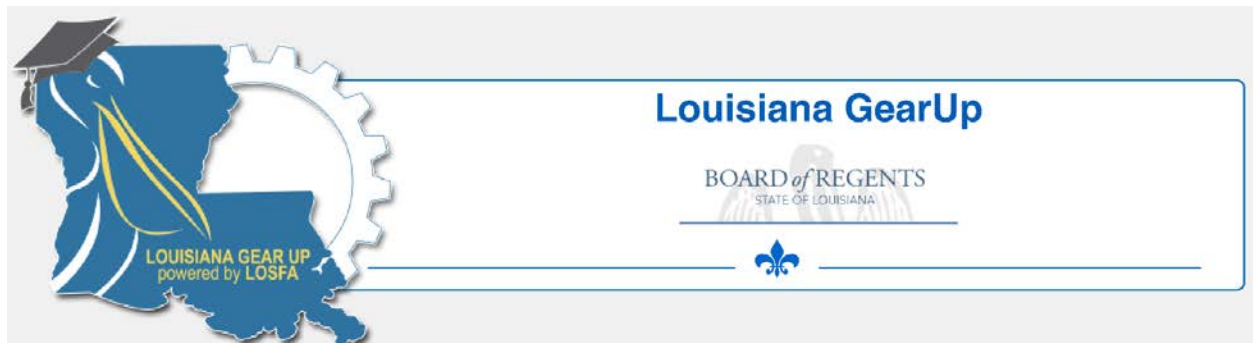 Louisiana GearUp
BOARD of REGENTS
STATE OF LOUISIANA
LOUISIANA GEAR UP
powered by LOSFA